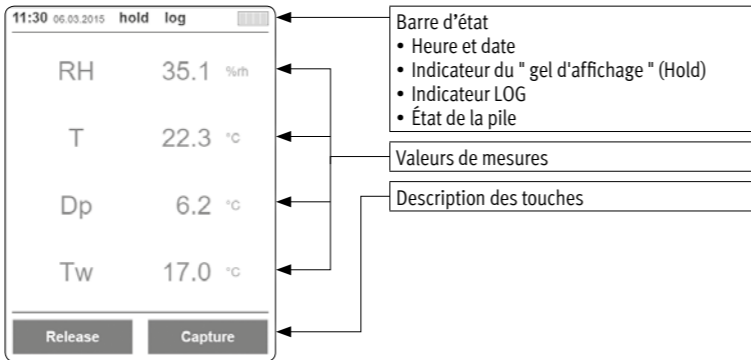 11:30 06.03.2015 hold log
RH 35.1 %rh
T 22.3 °C
Dp 6.2 °C
Tw 17.0 °C
Release Capture
Barre d'état
• Heure et date
• Indicateur du " gel d'affichage " (Hold)
• Indicateur LOG
• État de la pile
Valeurs de mesures
Description des touches